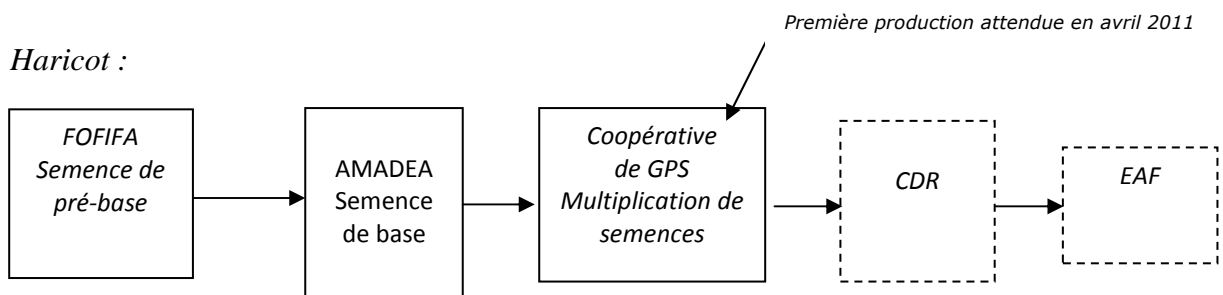 Première production attendue en avril 2011
Haricot :
FOFIFA
Semence de
pré-base
AMADEA
Semence
de base
Coopérative
de GPS
Multiplication de
semences
CDR
EAF